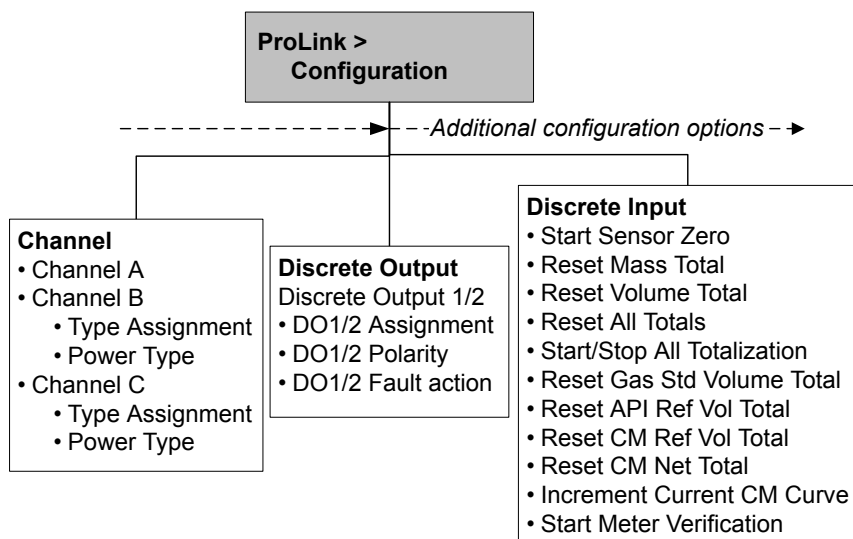 ProLink >
Configuration
Additional configuration options
Channel
• Channel A
• Channel B
• Type Assignment
• Power Type
• Channel C
• Type Assignment
• Power Type
Discrete Output
Discrete Output 1/2
• DO1/2 Assignment
• DO1/2 Polarity
• DO1/2 Fault action
Discrete Input
• Start Sensor Zero
• Reset Mass Total
• Reset Volume Total
• Reset All Totals
• Start/Stop All Totalization
• Reset Gas Std Volume Total
• Reset API Ref Vol Total
• Reset CM Ref Vol Total
• Reset CM Net Total
• Increment Current CM Curve
• Start Meter Verification